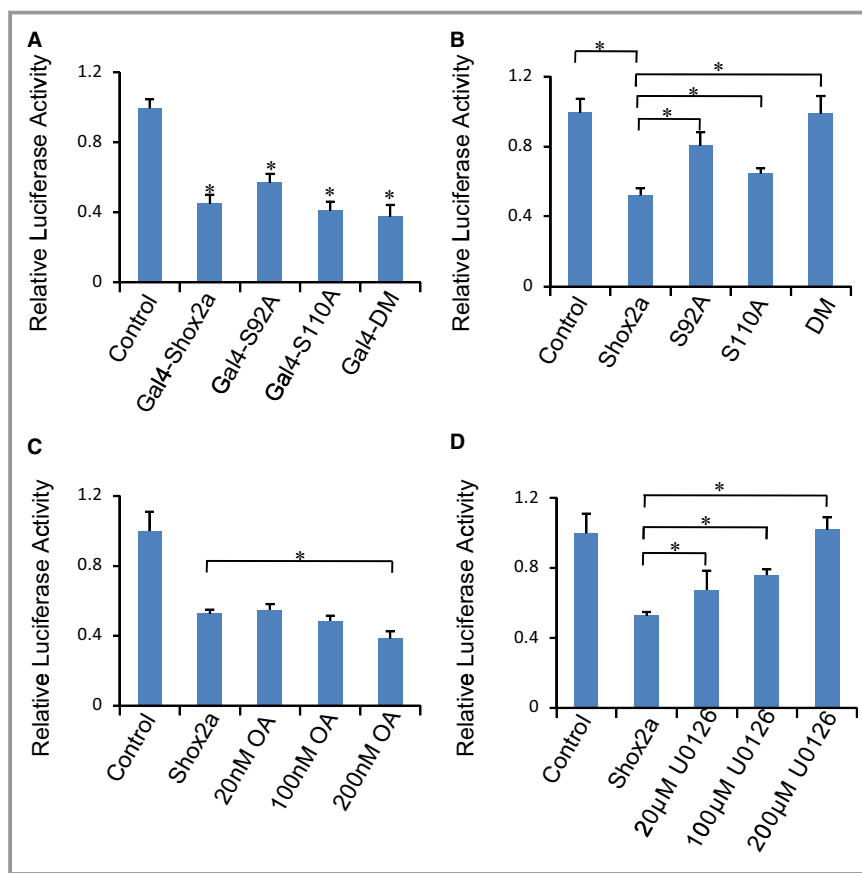 A
Relative Luciferase Activity
1.2
0.8
0.4
0
*
*
*
*
Control
Gal4-Shox2a
Gal4-S92A
Gal4-S110A
Gal4-DM
B
Relative Luciferase Activity
1.2
0.8
0.4
0
*
*
*
*
Control
Shox2a
S92A
S110A
DM
C
Relative Luciferase Activity
1.2
0.8
0.4
0
*
Control
Shox2a
20nM OA
100nM OA
200nM OA
D
Relative Luciferase Activity
1.2
0.8
0.4
0
*
*
*
Control
Shox2a
20µM U0126
100µM U0126
200µM U0126